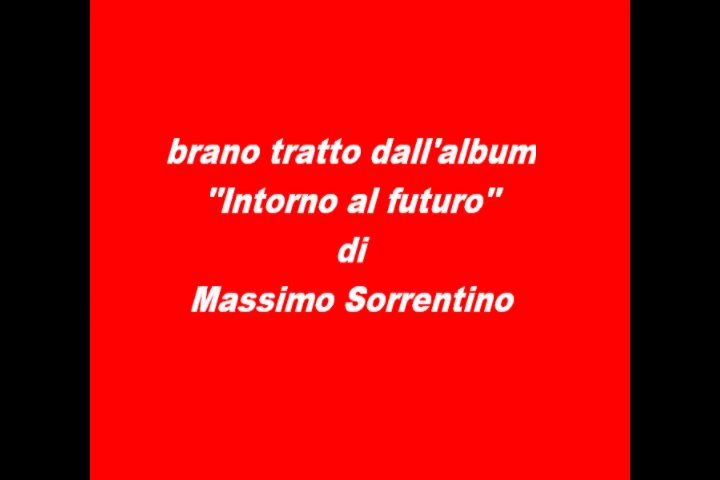 brano tratto dall'album
"Intorno al futuro"
di
Massimo Sorrentino